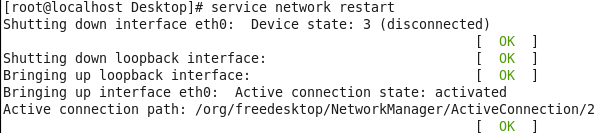 [root@localhost Desktop]# service network restart
Shutting down interface eth0:  Device state: 3 (disconnected)
                                                           [  OK  ]
Shutting down loopback interface:                          [  OK  ]
Bringing up loopback interface:                            [  OK  ]
Bringing up interface eth0:  Active connection state: activated
Active connection path: /org/freedesktop/NetworkManager/ActiveConnection/2
                                                           [  OK  ]